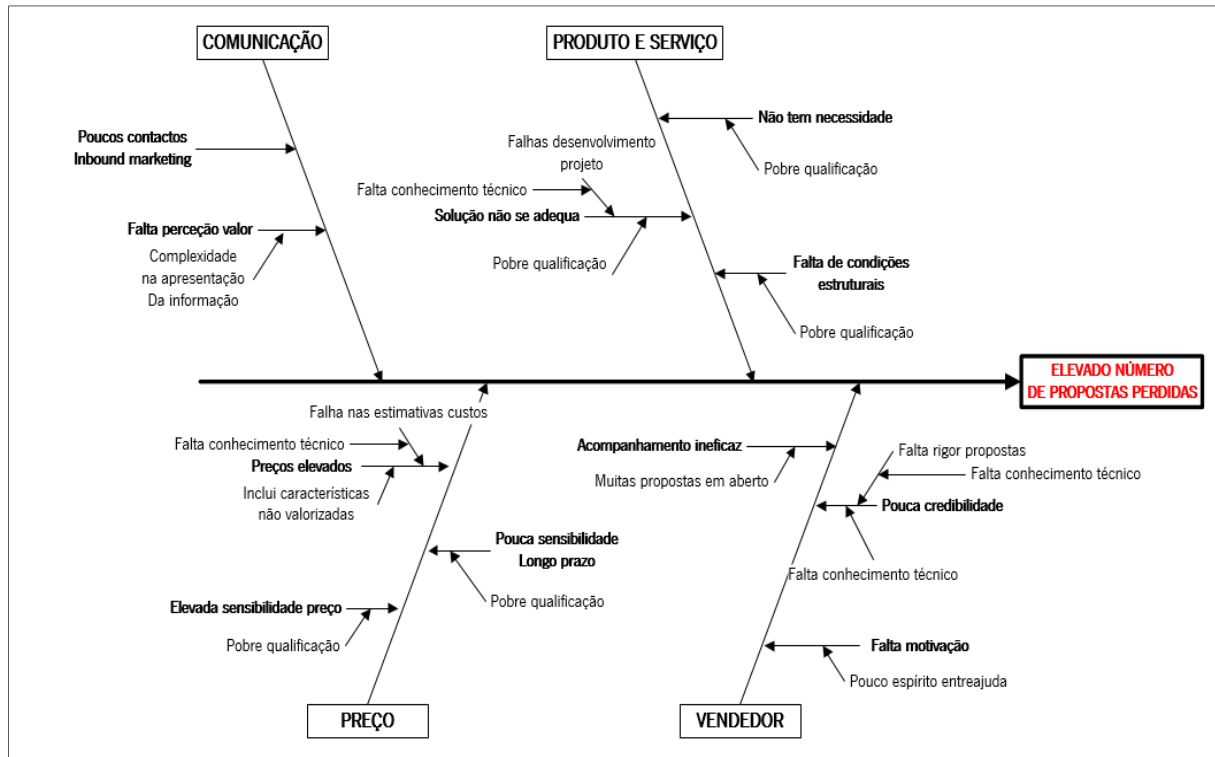 COMUNICAÇÃO
PRODUTO E SERVIÇO
Poucos contactos
Inbound marketing
Falta perceção valor
Complexidade
na apresentação
Da informação
Falhas desenvolvimento
projeto
Falta conhecimento técnico
Solução não se adequa
Pobre qualificação
Não tem necessidade
Pobre qualificação
Falta de condições
estruturais
Pobre qualificação
ELEVADO NÚMERO
DE PROPOSTAS PERDIDAS
Falha nas estimativas custos
Falta conhecimento técnico
Preços elevados
Inclui características
não valorizadas
Pouca sensibilidade
Longo prazo
Pobre qualificação
Elevada sensibilidade preço
Pobre qualificação
PREÇO
Acompanhamento ineficaz
Muitas propostas em aberto
Falta rigor propostas
Falta conhecimento técnico
Pouca credibilidade
Falta conhecimento técnico
Falta motivação
Pouco espírito entreajuda
VENDEDOR